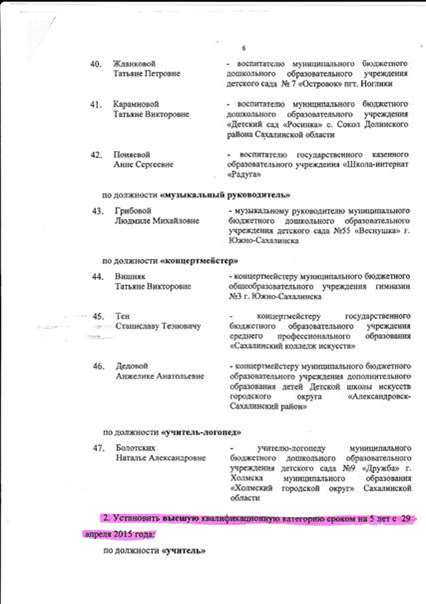 6
40. Жданковой - воспитателю муниципального бюджетного
Татьяне Петровне дошкольного образовательного учреждения
детского сада № 7 «Островок» пгт. Ноглики
41. Карамновой - воспитателю муниципального бюджетного
Татьяне Викторовне дошкольного образовательного учреждения
«Детский сад «Росинка» с. Сокол Долинского
района Сахалинской области
42. Поняевой - воспитателю государственного казенного
Анне Сергеевне образовательного учреждения «Школа-интернат
«Радуга»
по должности «музыкальный руководитель»
43. Грибовой - музыкальному руководителю муниципального
Людмиле Михайловне бюджетного дошкольного образовательного
учреждения детского сада №55 «Веснушка» г.
Южно-Сахалинска
по должности «концертмейстер»
44. Вишняк - концертмейстеру муниципального бюджетного
Татьяне Викторовне общеобразовательного учреждения гимназии
№3 г. Южно-Сахалинска
45. Тен - концертмейстеру государственного
Станиславу Тезновичу бюджетного образовательного учреждения
среднего профессионального образования
«Сахалинский колледж искусств»
46. Дедовой - концертмейстеру муниципального бюджетного
Анжелике Анатольевне образовательного учреждения дополнительного
образования детей Детской школы искусств
городского округа «Александровск-
Сахалинский район»
по должности «учитель-логопед»
47. Болотских - учителю-логопеду муниципального
Наталье Александровне бюджетного дошкольного образовательного
учреждения детского сада №9 «Дружба» г.
Холмска муниципального образования
«Холмский городской округ» Сахалинской
области
2. Установить высшую квалификационную категорию сроком на 5 лет с 29
апреля 2015 года:
по должности «учитель»